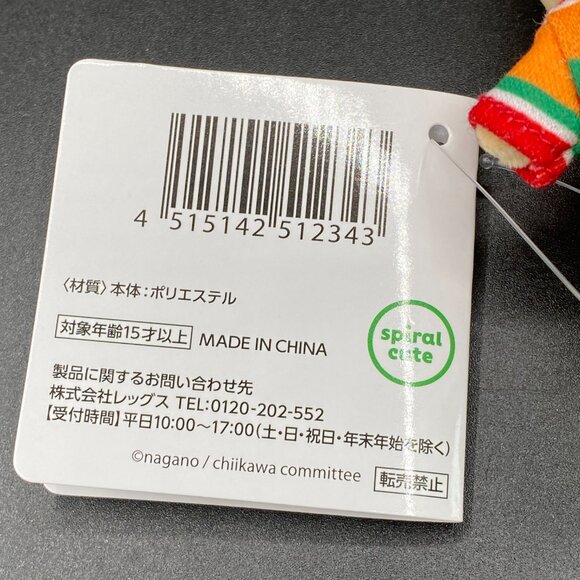 4 515142 512343
〈材質〉本体：ポリエステル
対象年齢15才以上 MADE IN CHINA
spiral
cute
製品に関するお問い合わせ先
株式会社レッグス TEL:0120-202-552
【受付時間】平日10:00～17:00(土・日・祝日・年末年始を除く)
©nagano / chiikawa committee 転売禁止